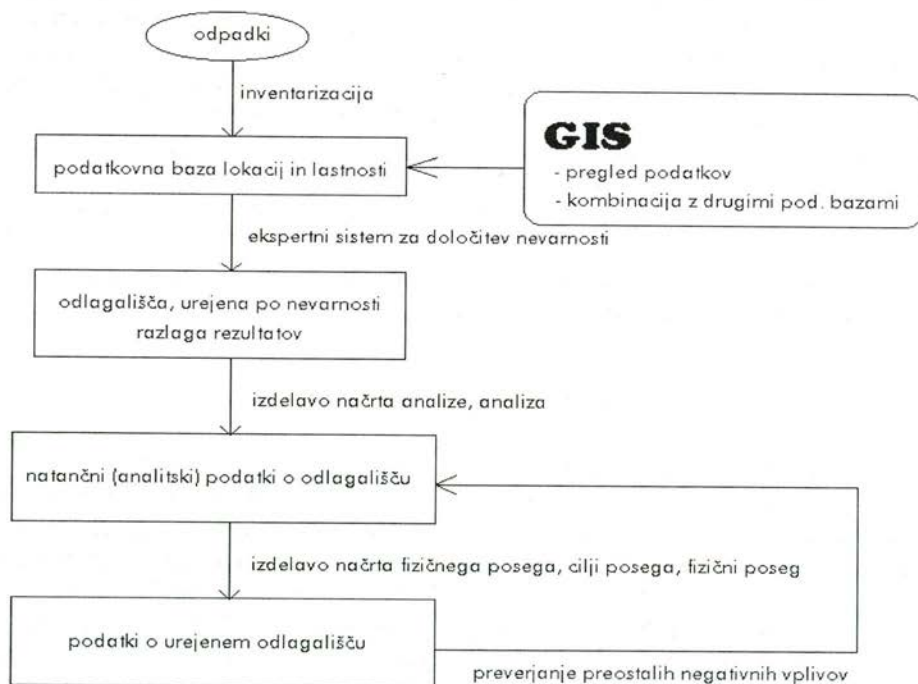 odpadki
inventarizacija
GIS
- pregled podatkov
- kombinacija z drugimi pod. bazami
podatkovna baza lokacij in lastnosti
ekspertni sistem za določitev nevarnosti
odlagališča, urejena po nevarnosti
razlaga rezultatov
izdelavo načrta analize, analiza
natančni (analitski) podatki o odlagališču
izdelavo načrta fizičnega posega, cilji posega, fizični poseg
podatki o urejenem odlagališču
preverjanje preostalih negativnih vplivov